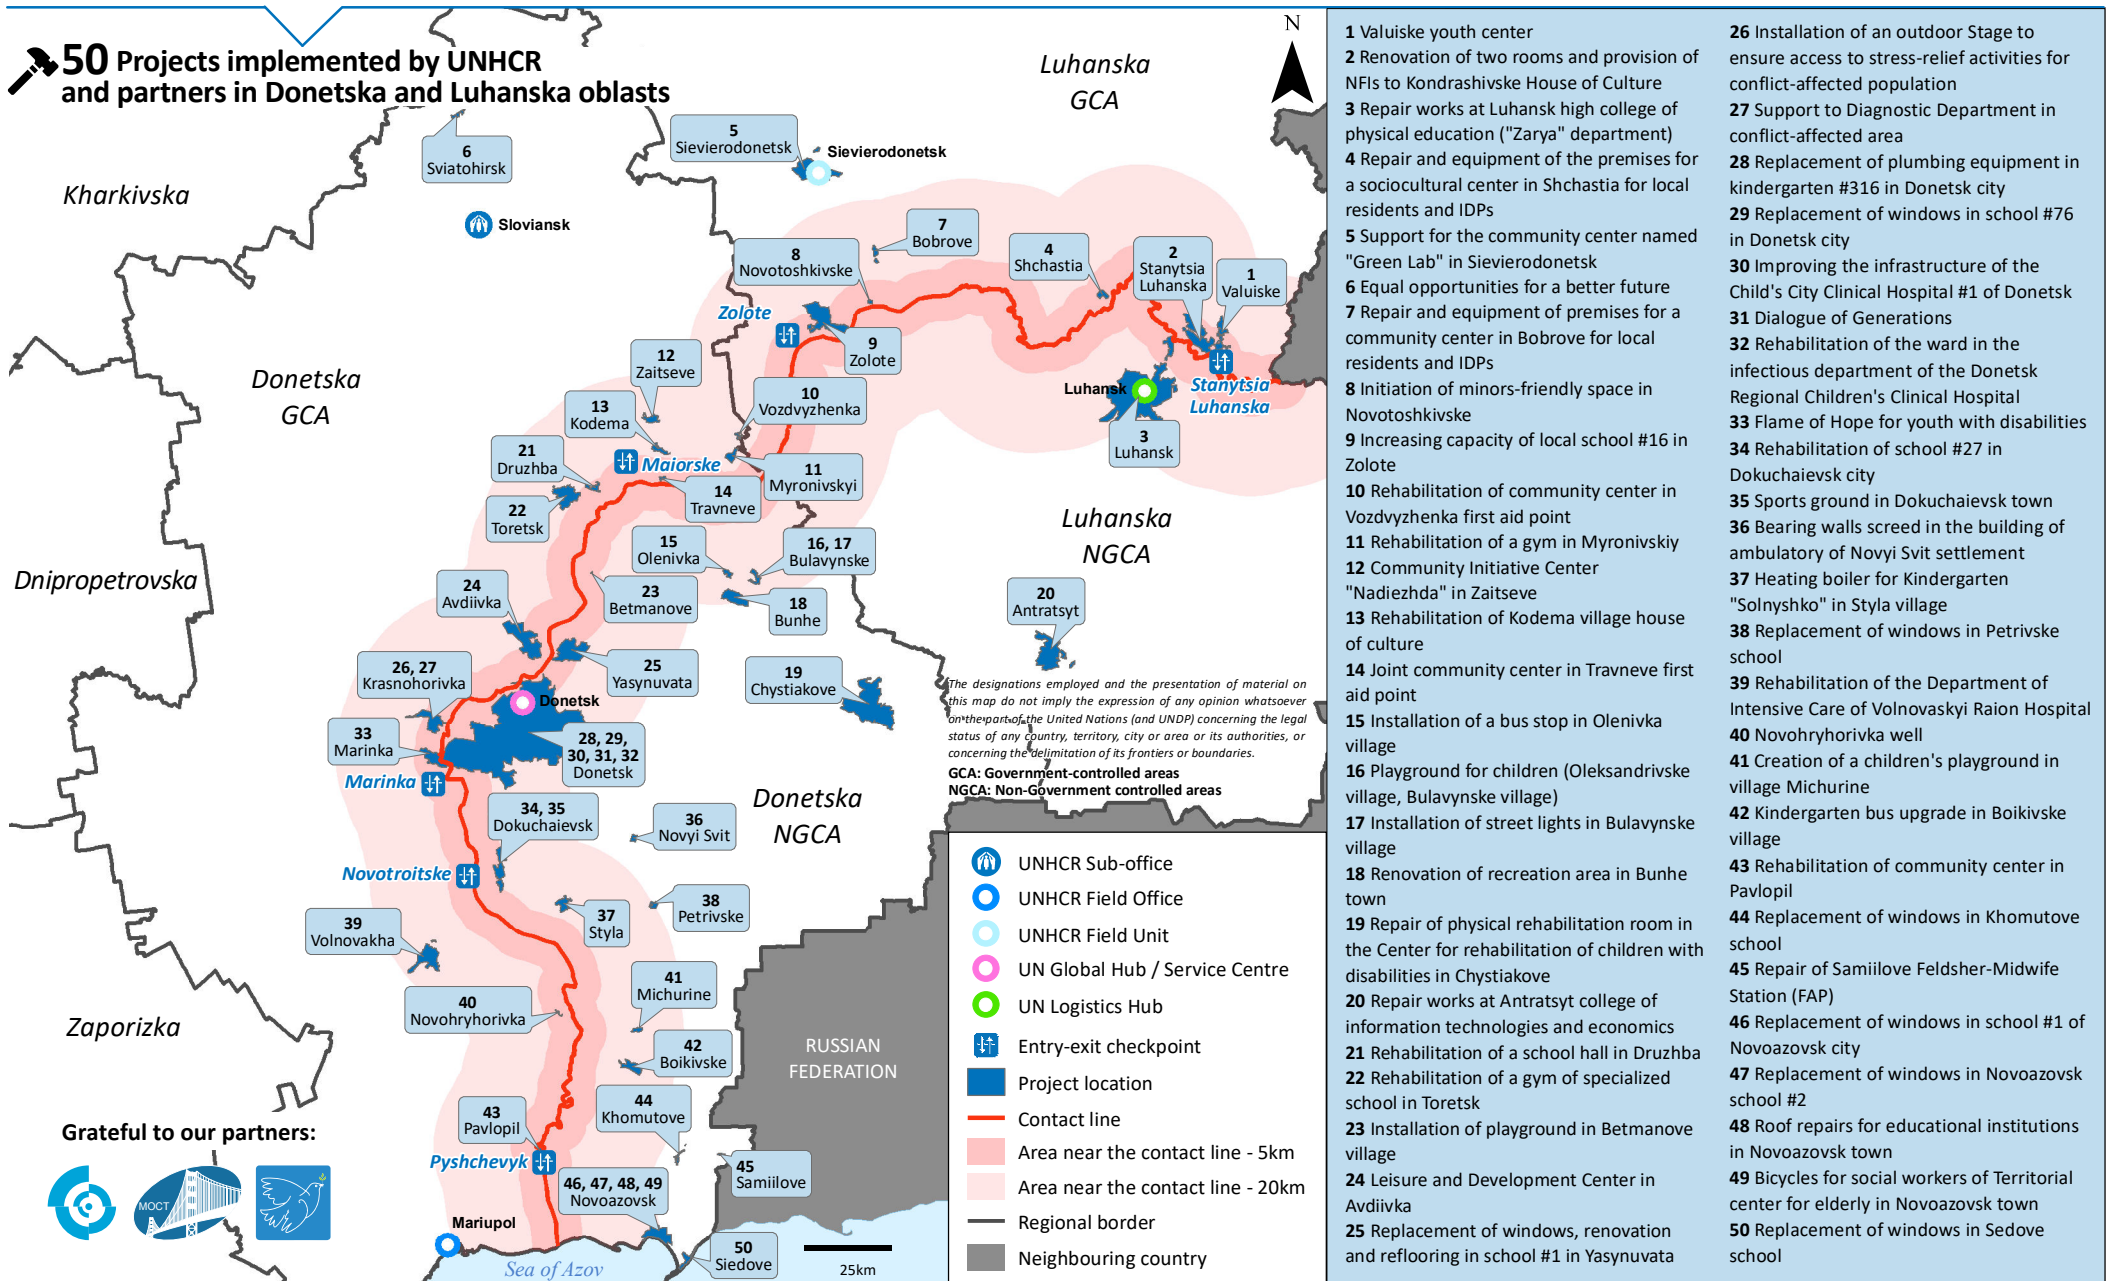 50 Projects implemented by UNHCR
and partners in Donetska and Luhanska oblasts
N
Luhanska
GCA
Kharkivska
6
Sviatohirsk
5
Sievierodonetsk
Sievierodonetsk
Sloviansk
7
Bobrove
8
Novotoshkivske
4
Shchastia
2
Stanytsia
Luhanska
1
Valuiske
Zolote
9
Zolote
12
Zaitseve
Donetska
GCA
10
Vozdvyzhenka
Luhansk
Stanytsia
Luhanska
13
Kodema
3
Luhansk
21
Druzhba
Maiorske
11
Myronivskyi
14
Travneve
22
Toretsk
Luhanska
NGCA
15
Olenivka
16, 17
Bulavynske
Dnipropetrovska
24
Avdiivka
23
Betmanove
18
Bunhe
20
Antratsyt
26, 27
Krasnohorivka
25
Yasynuvata
19
Chystiakove
Donetsk
33
Marinka
28, 29,
30, 31, 32
Donetsk
Marinka
The designations employed and the presentation of material on
this map do not imply the expression of any opinion whatsoever
on the part of the United Nations (and UNDP) concerning the legal
status of any country, territory, city or area or its authorities, or
concerning the delimitation of its frontiers or boundaries.
GCA: Government-controlled areas
NGCA: Non-Government controlled areas
Donetska
NGCA
34, 35
Dokuchaievsk
36
Novyi Svit
Novotroitske
37
Styla
38
Petrivske
39
Volnovakha
41
Michurine
40
Novohryhorivka
Zaporizka
42
Boikivske
RUSSIAN
FEDERATION
44
Khomutove
43
Pavlopil
Pyshchevyk
45
Samiilove
46, 47, 48, 49
Novoazovsk
Mariupol
50
Siedove
Sea of Azov
25km
Grateful to our partners:
МОСТ
UNHCR Sub-office
UNHCR Field Office
UNHCR Field Unit
UN Global Hub / Service Centre
UN Logistics Hub
Entry-exit checkpoint
Project location
Contact line
Area near the contact line - 5km
Area near the contact line - 20km
Regional border
Neighbouring country
1 Valuiske youth center
2 Renovation of two rooms and provision of
NFIs to Kondrashivske House of Culture
3 Repair works at Luhansk high college of
physical education ("Zarya" department)
4 Repair and equipment of the premises for
a sociocultural center in Shchastia for local
residents and IDPs
5 Support for the community center named
"Green Lab" in Sievierodonetsk
6 Equal opportunities for a better future
7 Repair and equipment of premises for a
community center in Bobrove for local
residents and IDPs
8 Initiation of minors-friendly space in
Novotoshkivske
9 Increasing capacity of local school #16 in
Zolote
10 Rehabilitation of community center in
Vozdvyzhenka first aid point
11 Rehabilitation of a gym in Myronivskiy
12 Community Initiative Center
"Nadiezhda" in Zaitseve
13 Rehabilitation of Kodema village house
of culture
14 Joint community center in Travneve first
aid point
15 Installation of a bus stop in Olenivka
village
16 Playground for children (Oleksandrivske
village, Bulavynske village)
17 Installation of street lights in Bulavynske
village
18 Renovation of recreation area in Bunhe
town
19 Repair of physical rehabilitation room in
the Center for rehabilitation of children with
disabilities in Chystiakove
20 Repair works at Antratsyt college of
information technologies and economics
21 Rehabilitation of a school hall in Druzhba
22 Rehabilitation of a gym of specialized
school in Toretsk
23 Installation of playground in Betmanove
village
24 Leisure and Development Center in
Avdiivka
25 Replacement of windows, renovation
and reflooring in school #1 in Yasynuvata
26 Installation of an outdoor Stage to
ensure access to stress-relief activities for
conflict-affected population
27 Support to Diagnostic Department in
conflict-affected area
28 Replacement of plumbing equipment in
kindergarten #316 in Donetsk city
29 Replacement of windows in school #76
in Donetsk city
30 Improving the infrastructure of the
Child's City Clinical Hospital #1 of Donetsk
31 Dialogue of Generations
32 Rehabilitation of the ward in the
infectious department of the Donetsk
Regional Children's Clinical Hospital
33 Flame of Hope for youth with disabilities
34 Rehabilitation of school #27 in
Dokuchaievsk city
35 Sports ground in Dokuchaievsk town
36 Bearing walls screed in the building of
ambulatory of Novyi Svit settlement
37 Heating boiler for Kindergarten
"Solnyshko" in Styla village
38 Replacement of windows in Petrivske
school
39 Rehabilitation of the Department of
Intensive Care of Volnovaskyi Raion Hospital
40 Novohryhorivka well
41 Creation of a children's playground in
village Michurine
42 Kindergarten bus upgrade in Boikivske
village
43 Rehabilitation of community center in
Pavlopil
44 Replacement of windows in Khomutove
school
45 Repair of Samiilove Feldsher-Midwife
Station (FAP)
46 Replacement of windows in school #1 of
Novoazovsk city
47 Replacement of windows in Novoazovsk
school #2
48 Roof repairs for educational institutions
in Novoazovsk town
49 Bicycles for social workers of Territorial
center for elderly in Novoazovsk town
50 Replacement of windows in Sedove
school